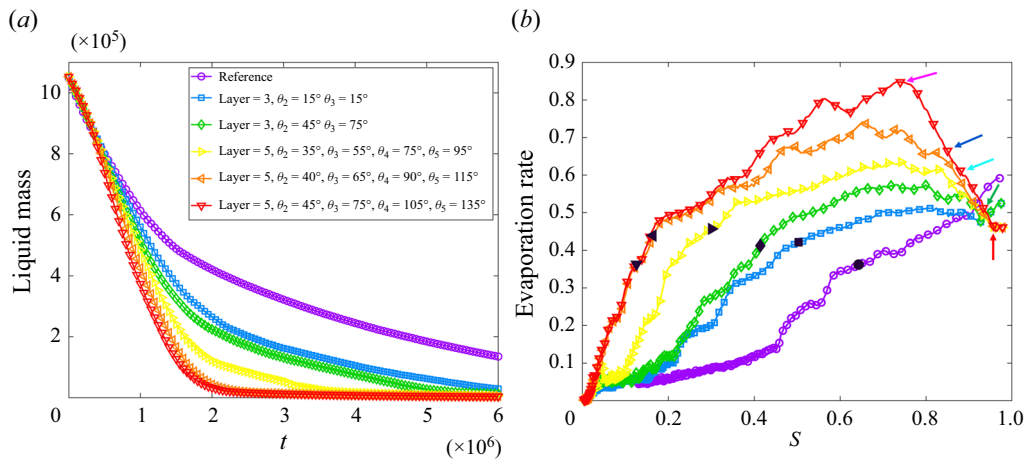 (a)
(×10⁵)
10
8
6
4
2
Liquid mass
0
1
2
3
4
5
6
t
(×10⁶)
Reference
Layer = 3, θ₂ = 15° θ₃ = 15°
Layer = 3, θ₂ = 45° θ₃ = 75°
Layer = 5, θ₂ = 35°, θ₃ = 55°, θ₄ = 75°, θ₅ = 95°
Layer = 5, θ₂ = 40°, θ₃ = 65°, θ₄ = 90°, θ₅ = 115°
Layer = 5, θ₂ = 45°, θ₃ = 75°, θ₄ = 105°, θ₅ = 135°
(b)
0.9
0.8
0.7
0.6
0.5
0.4
0.3
0.2
0.1
Evaporation rate
0
0.2
0.4
0.6
0.8
1.0
S